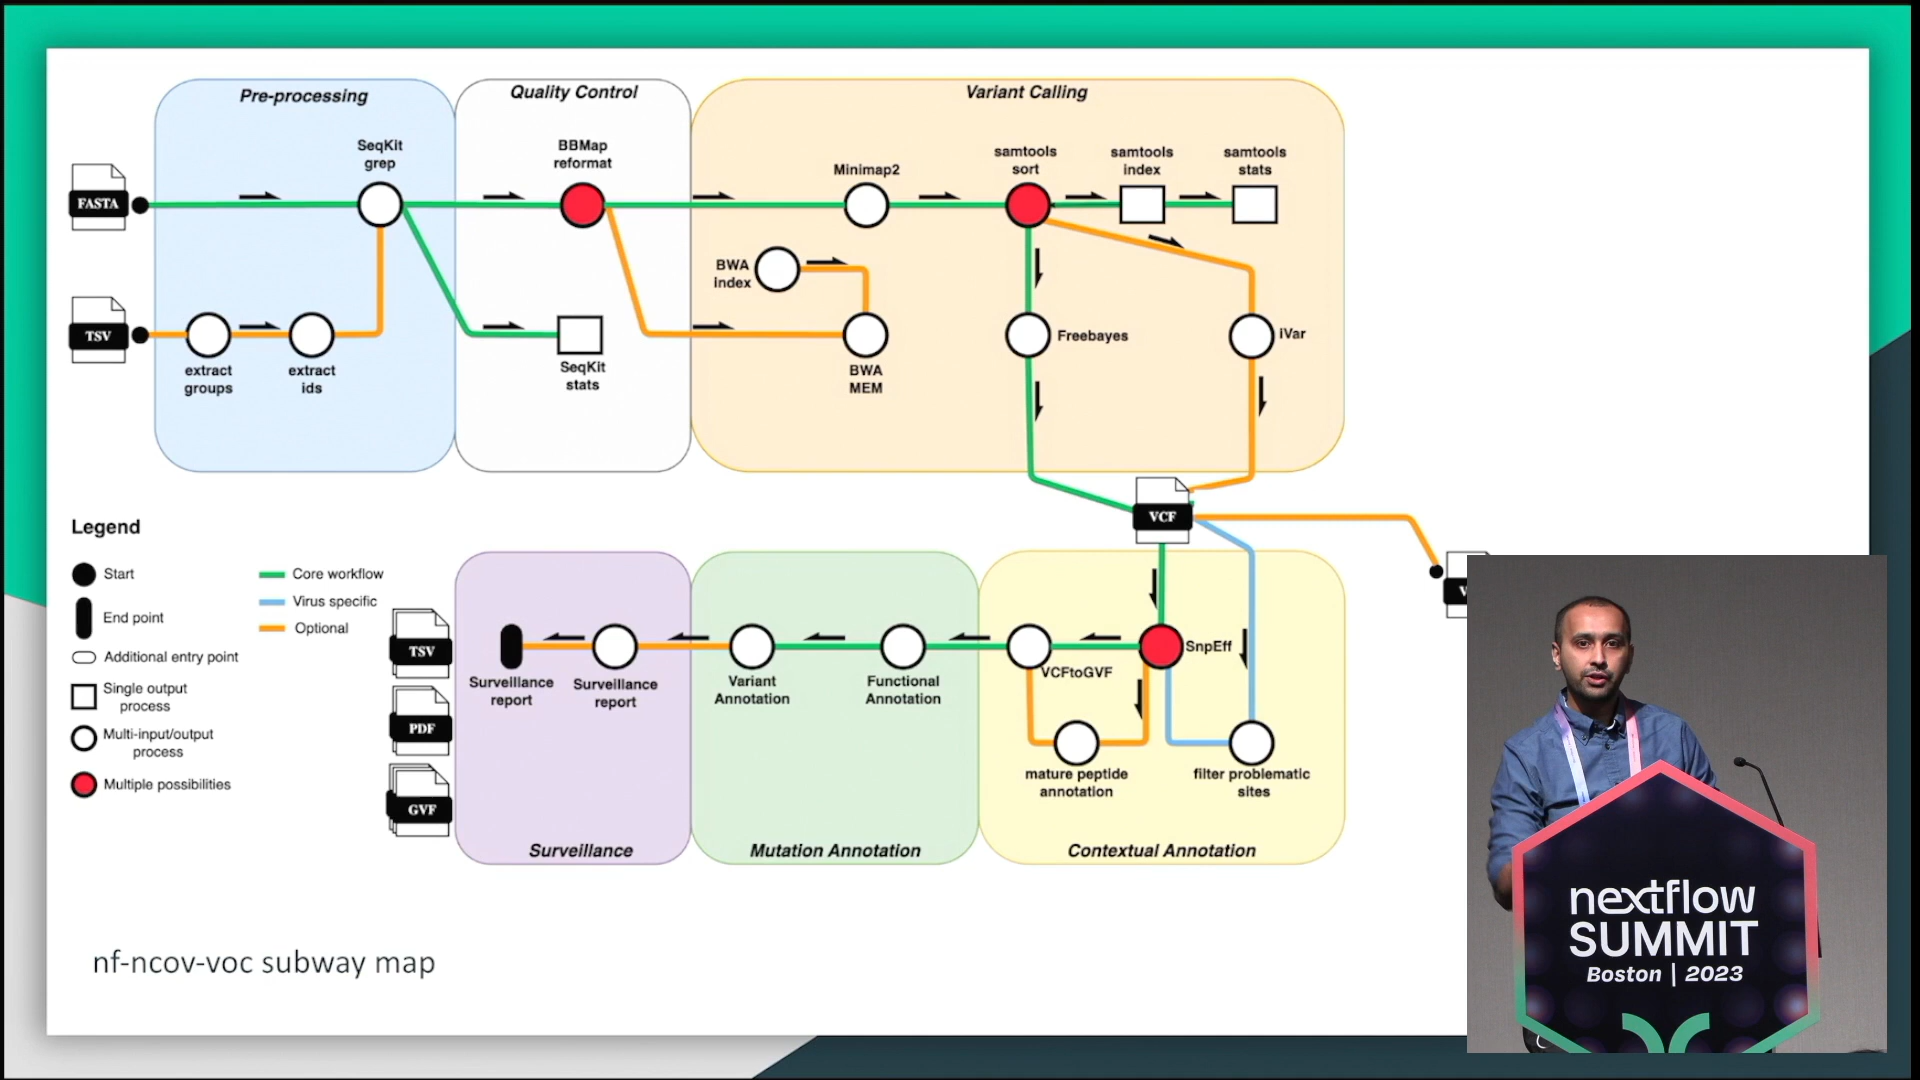 Pre-processing
Quality Control
Variant Calling
SeqKit
grep
BBMap
reformat
Minimap2
samtools
sort
samtools
index
samtools
stats
FASTA
BWA
index
TSV
extract
groups
extract
ids
SeqKit
stats
BWA
MEM
Freebayes
iVar
VCF
Legend
Start
End point
Additional entry point
Single output
process
Multi-input/output
process
Multiple possibilities
Core workflow
Virus specific
Optional
TSV
PDF
GVF
Surveillance
report
Surveillance
report
Variant
Annotation
Functional
Annotation
VCFtoGVF
SnpEff
mature peptide
annotation
filter problematic
sites
Surveillance
Mutation Annotation
Contextual Annotation
nf-ncov-voc subway map
nextflow
SUMMIT
Boston | 2023